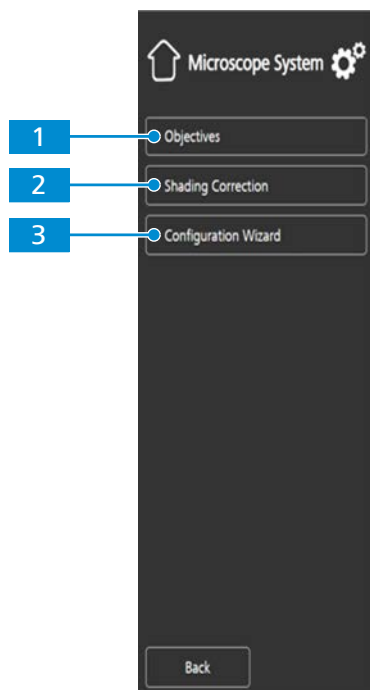 Microscope System
1
Objectives
2
Shading Correction
3
Configuration Wizard
Back